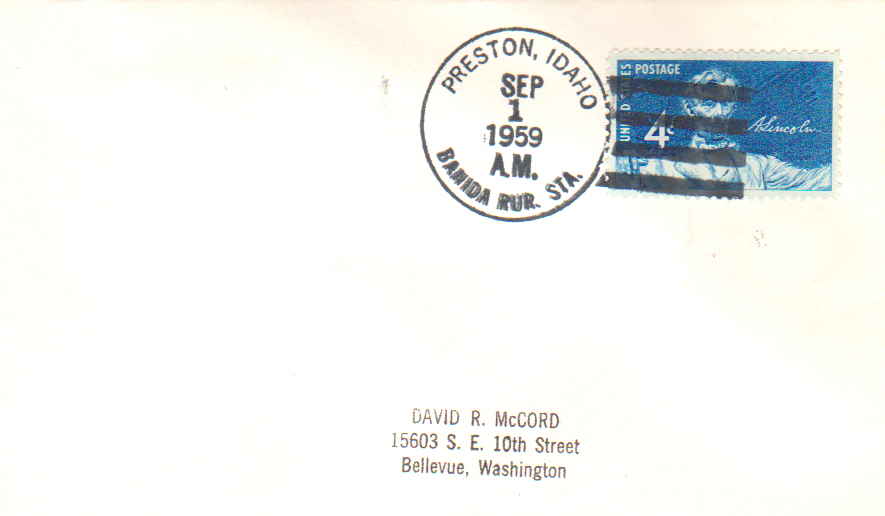 PRESTON, IDAHO
SEP
1
1959
A.M.
BANIDA RUR. STA.
UNITED STATES
POSTAGE
4c
A. Lincoln
DAVID R. McCORD
15603 S. E. 10th Street
Bellevue, Washington